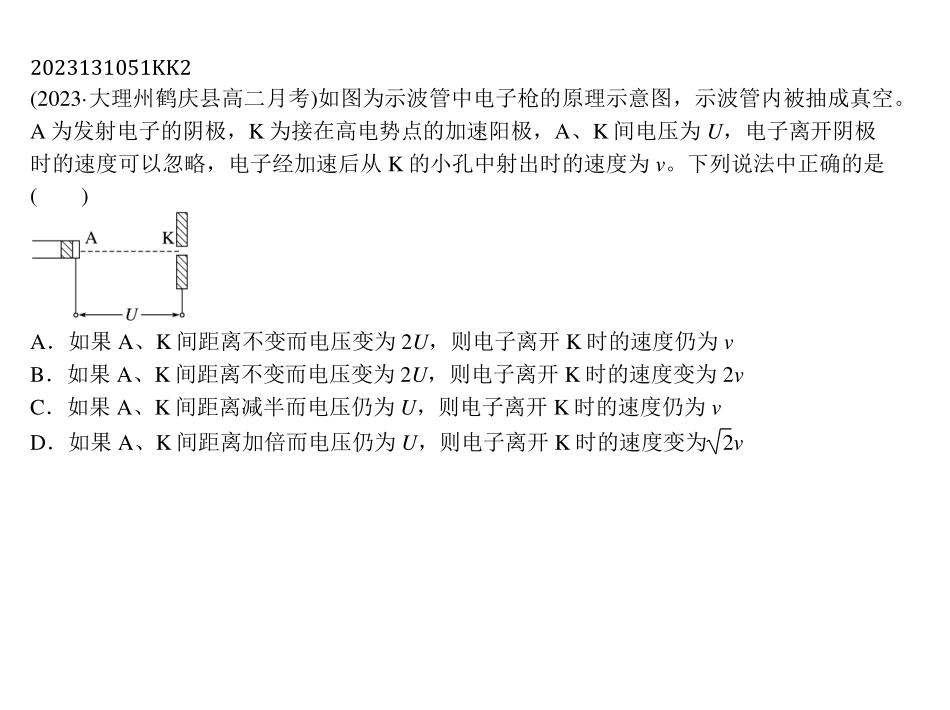 2023131051KK2
(2023·大理州鹤庆县高二月考)如图为示波管中电子枪的原理示意图，示波管内被抽成真空。
A 为发射电子的阴极，K 为接在高电势点的加速阳极，A、K 间电压为 U，电子离开阴极
时的速度可以忽略，电子经加速后从 K 的小孔中射出时的速度为 v。下列说法中正确的是
(　　)
A K
U
A．如果 A、K 间距离不变而电压变为 2U，则电子离开 K 时的速度仍为 v
B．如果 A、K 间距离不变而电压变为 2U，则电子离开 K 时的速度变为 2v
C．如果 A、K 间距离减半而电压仍为 U，则电子离开 K 时的速度仍为 v
D．如果 A、K 间距离加倍而电压仍为 U，则电子离开 K 时的速度变为√2v